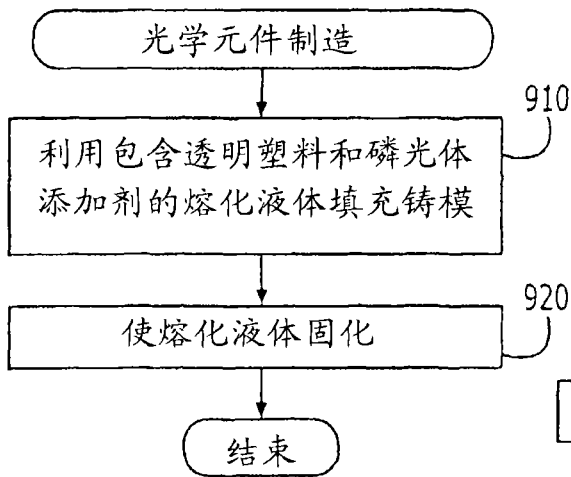 光学元件制造
910
利用包含透明塑料和磷光体
添加剂的熔化液体填充铸模
920
使熔化液体固化
结束